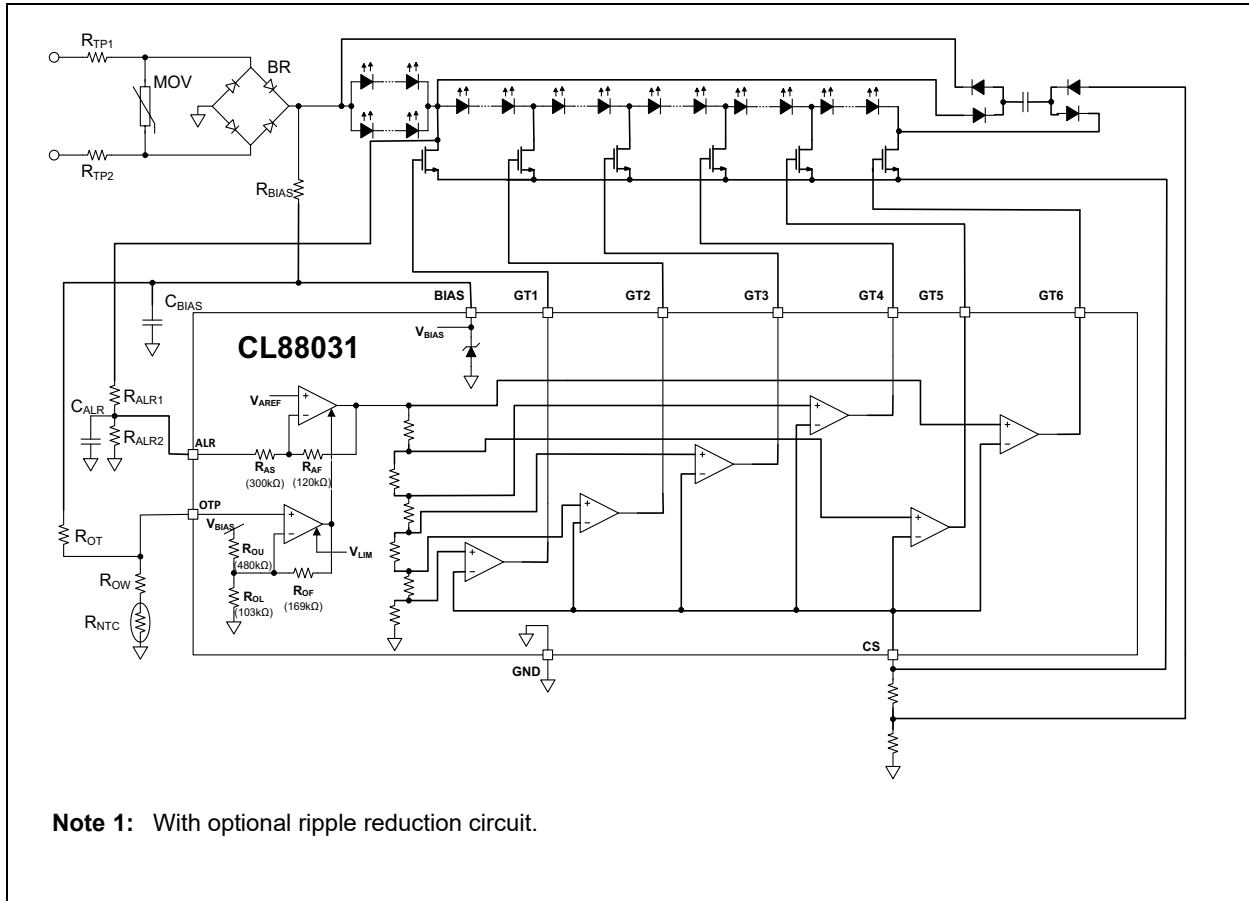 RTP1
MOV
BR
RTP2
RBIAS
CBIAS
BIAS
GT1
GT2
GT3
GT4
GT5
GT6
VBIAS
CL88031
CALR
RALR1
RALR2
VAREF
ALR
RAS
(300kΩ)
RAF
(120kΩ)
OTP
VBIAS
ROT
ROU
(480kΩ)
VLIM
ROW
ROL
(103kΩ)
ROF
(169kΩ)
RNTC
GND
CS
+
−
+
−
+
−
+
−
+
−
+
−
+
−
+
−
Note 1: With optional ripple reduction circuit.